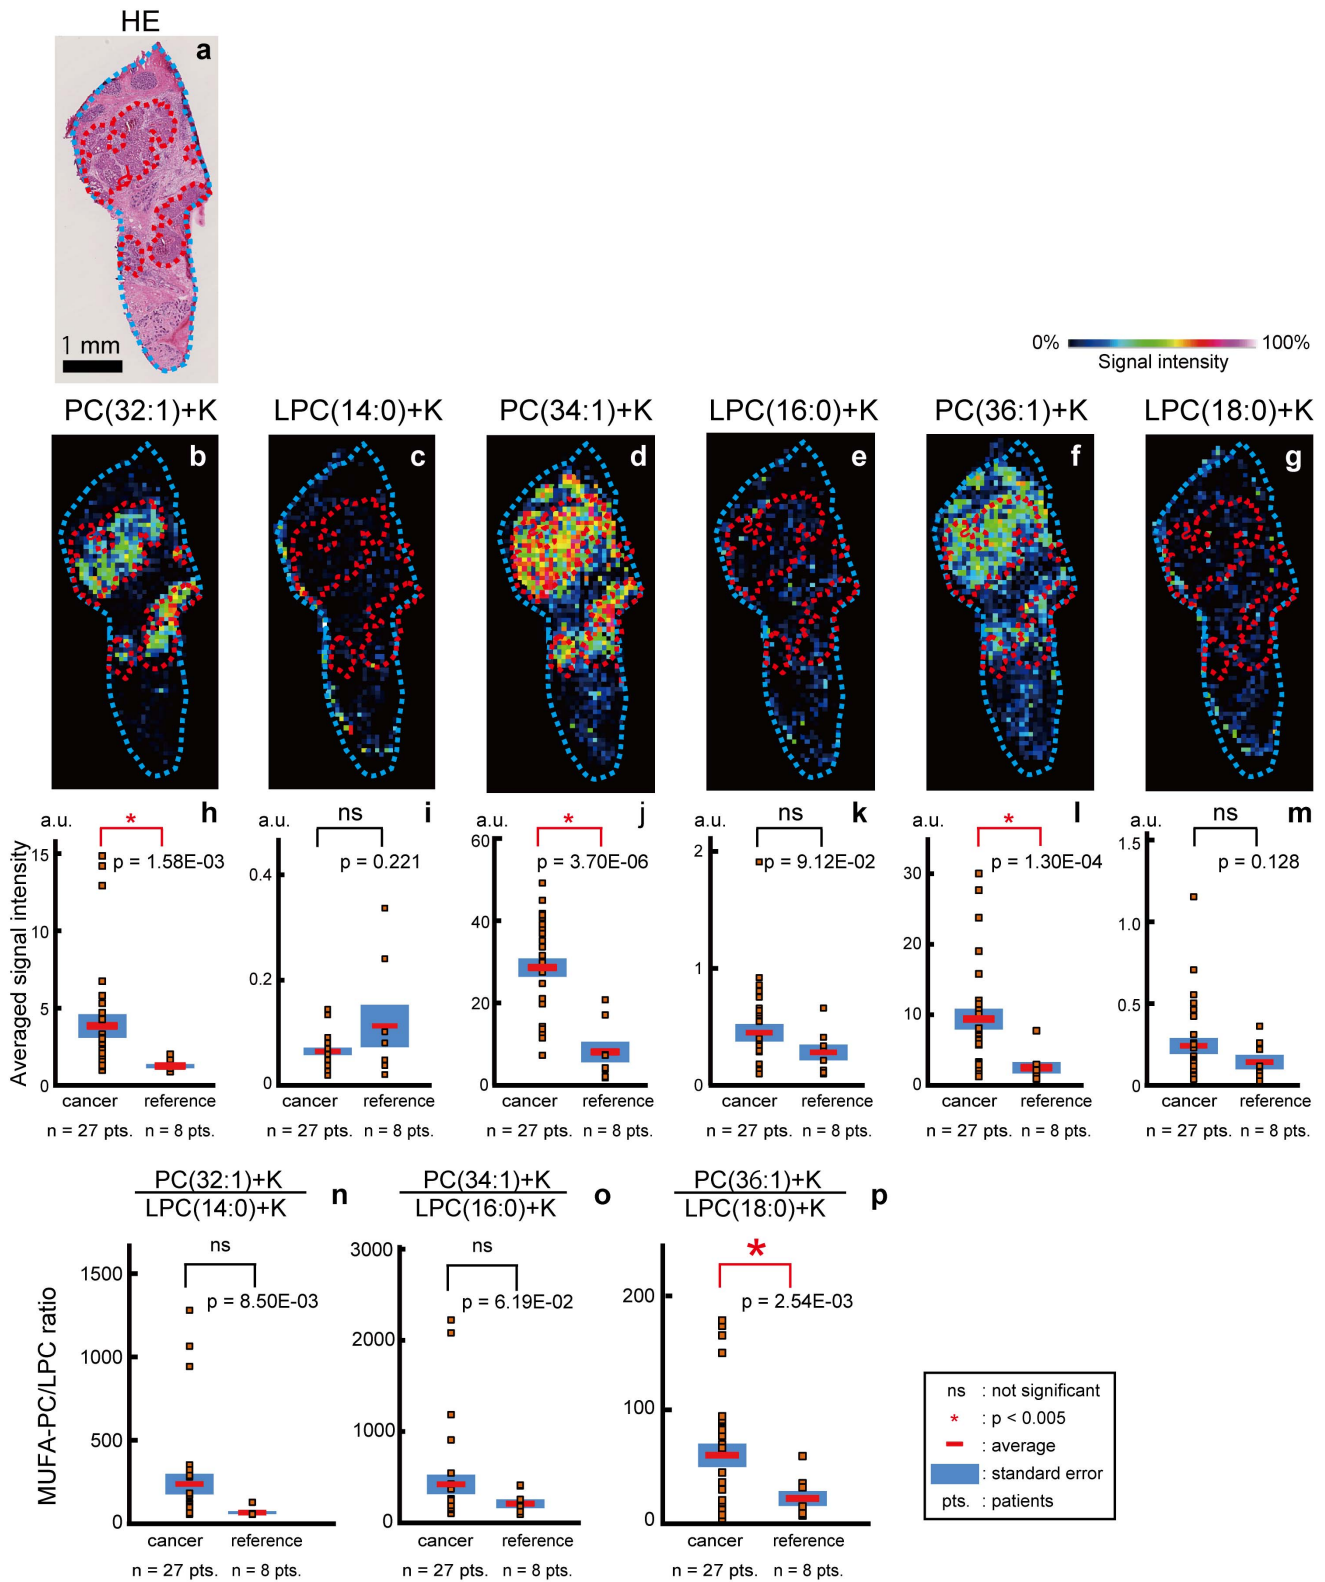 HE
a
1 mm
0% 100%
Signal intensity
PC(32:1)+K LPC(14:0)+K PC(34:1)+K LPC(16:0)+K PC(36:1)+K LPC(18:0)+K
b c d e f g
h i j k l m
a.u. * a.u. ns a.u. * a.u. ns a.u. * a.u. ns
p = 1.58E-03 p = 0.221 p = 3.70E-06 p = 9.12E-02 p = 1.30E-04 p = 0.128
Averaged signal intensity
15
10
5
0
0.4
0.2
0
60
40
20
0
2
1
0
30
20
10
0
1.5
1.0
0.5
0
cancer reference cancer reference cancer reference cancer reference cancer reference cancer reference
n = 27 pts. n = 8 pts. n = 27 pts. n = 8 pts. n = 27 pts. n = 8 pts. n = 27 pts. n = 8 pts. n = 27 pts. n = 8 pts. n = 27 pts. n = 8 pts.
PC(32:1)+K n PC(34:1)+K o PC(36:1)+K p
LPC(14:0)+K LPC(16:0)+K LPC(18:0)+K
ns ns *
p = 8.50E-03 p = 6.19E-02 p = 2.54E-03
MUFA-PC/LPC ratio
1500
1000
500
0
3000
2000
1000
0
200
100
0
cancer reference cancer reference cancer reference
n = 27 pts. n = 8 pts. n = 27 pts. n = 8 pts. n = 27 pts. n = 8 pts.
ns : not significant
* : p < 0.005
: average
: standard error
pts. : patients